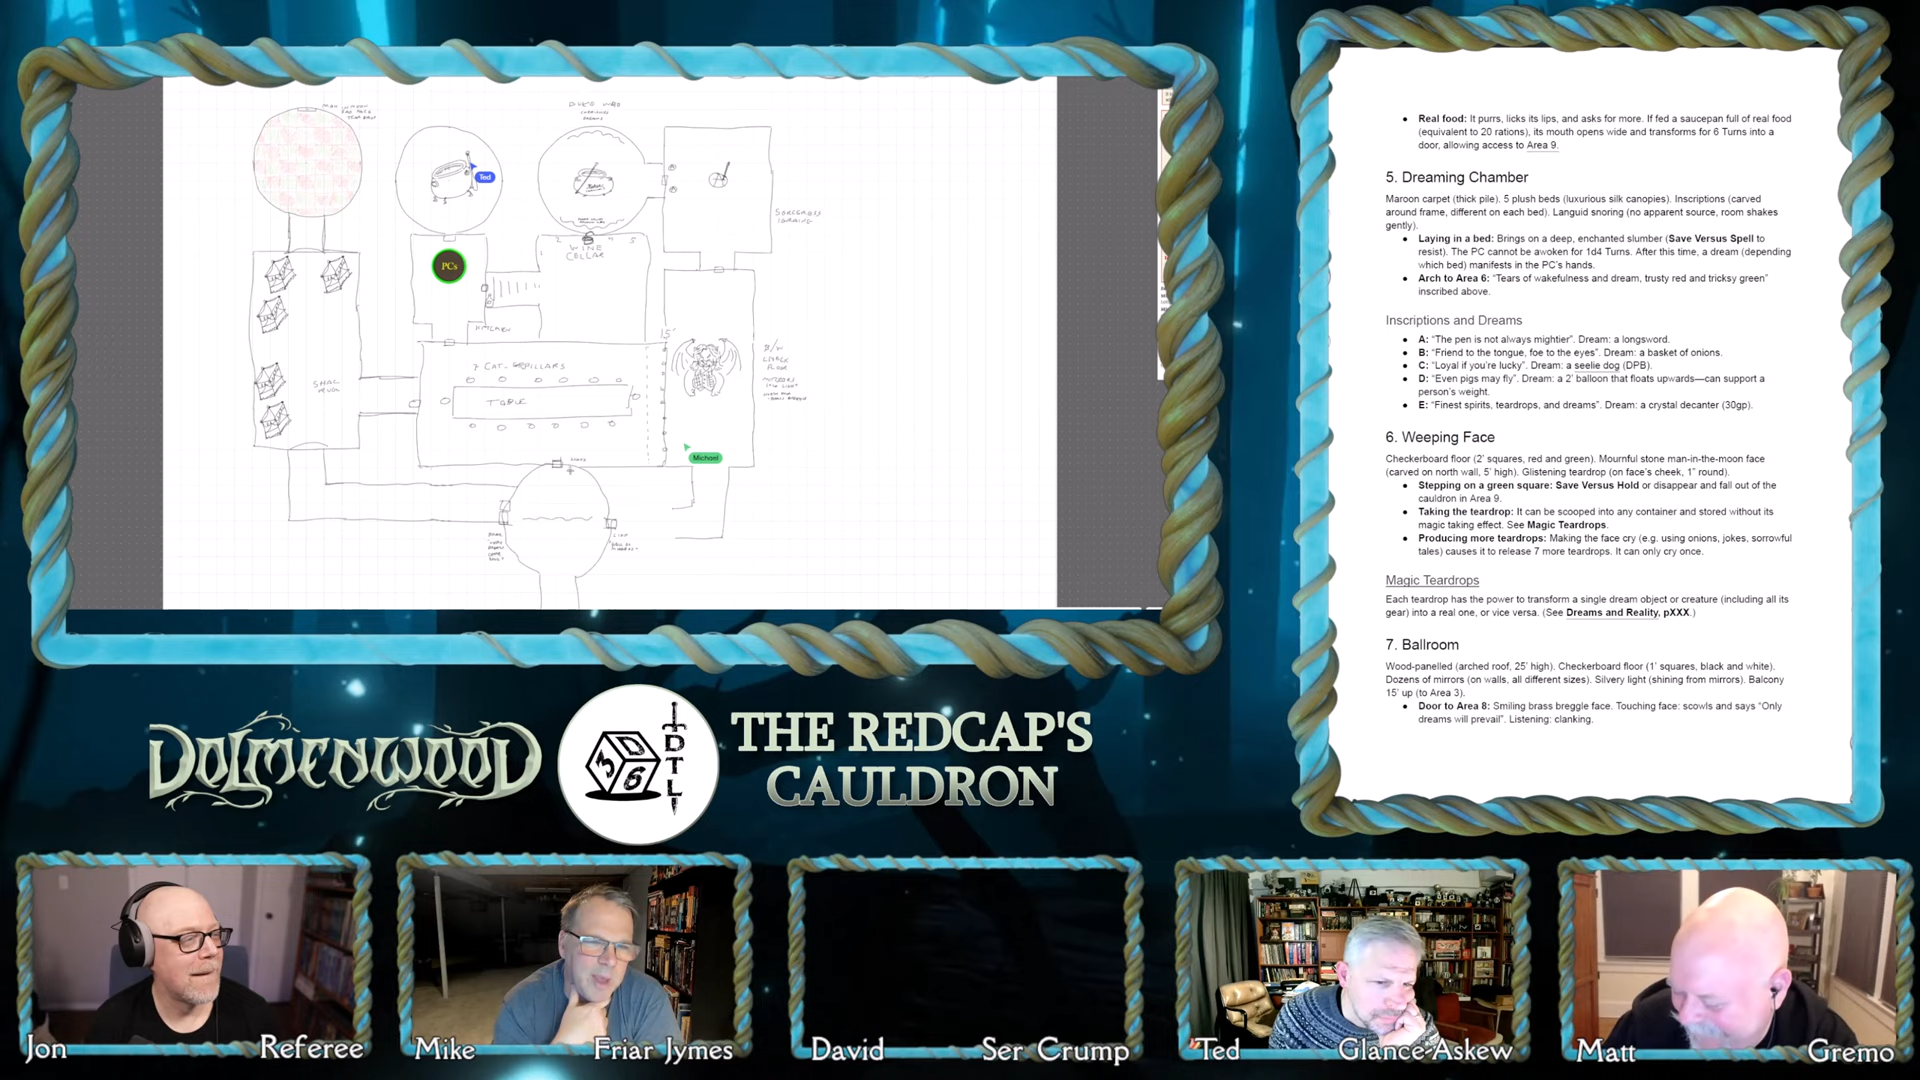 Ted
PCs
WINE
CELLAR
KITCHEN
15'
7 CAT-ERPILLARS
TABLE
B/W
Michael
• Real food: It purrs, licks its lips, and asks for more. If fed a saucepan full of real food
(equivalent to 20 rations), its mouth opens wide and transforms for 6 Turns into a
door, allowing access to Area 9.
5. Dreaming Chamber
Maroon carpet (thick pile). 5 plush beds (luxurious silk canopies). Inscriptions (carved
around frame, different on each bed). Languid snoring (no apparent source, room shakes
gently).
• Laying in a bed: Brings on a deep, enchanted slumber (Save Versus Spell to
resist). The PC cannot be awoken for 1d4 Turns. After this time, a dream (depending
which bed) manifests in the PC's hands.
• Arch to Area 6: "Tears of wakefulness and dream, trusty red and tricksy green"
inscribed above.
Inscriptions and Dreams
• A: "The pen is not always mightier". Dream: a longsword.
• B: "Friend to the tongue, foe to the eyes". Dream: a basket of onions.
• C: "Loyal if you're lucky". Dream: a seelie dog (DPB).
• D: "Even pigs may fly". Dream: a 2' balloon that floats upwards—can support a
person's weight.
• E: "Finest spirits, teardrops, and dreams". Dream: a crystal decanter (30gp).
6. Weeping Face
Checkerboard floor (2' squares, red and green). Mournful stone man-in-the-moon face
(carved on north wall, 5' high). Glistening teardrop (on face's cheek, 1" round).
• Stepping on a green square: Save Versus Hold or disappear and fall out of the
cauldron in Area 9.
• Taking the teardrop: It can be scooped into any container and stored without its
magic taking effect. See Magic Teardrops.
• Producing more teardrops: Making the face cry (e.g. using onions, jokes, sorrowful
tales) causes it to release 7 more teardrops. It can only cry once.
Magic Teardrops
Each teardrop has the power to transform a single dream object or creature (including all its
gear) into a real one, or vice versa. (See Dreams and Reality, pXXX.)
7. Ballroom
Wood-panelled (arched roof, 25' high). Checkerboard floor (1' squares, black and white).
Dozens of mirrors (on walls, all different sizes). Silvery light (shining from mirrors). Balcony
15' up (to Area 3).
• Door to Area 8: Smiling brass breggle face. Touching face: scowls and says "Only
dreams will prevail". Listening: clanking.
DOLMENWOOD
3D6
DTL
THE REDCAP'S
CAULDRON
Jon Referee
Mike Friar Jymes
David Ser Crump
Ted Glance-Askew
Matt Gremo